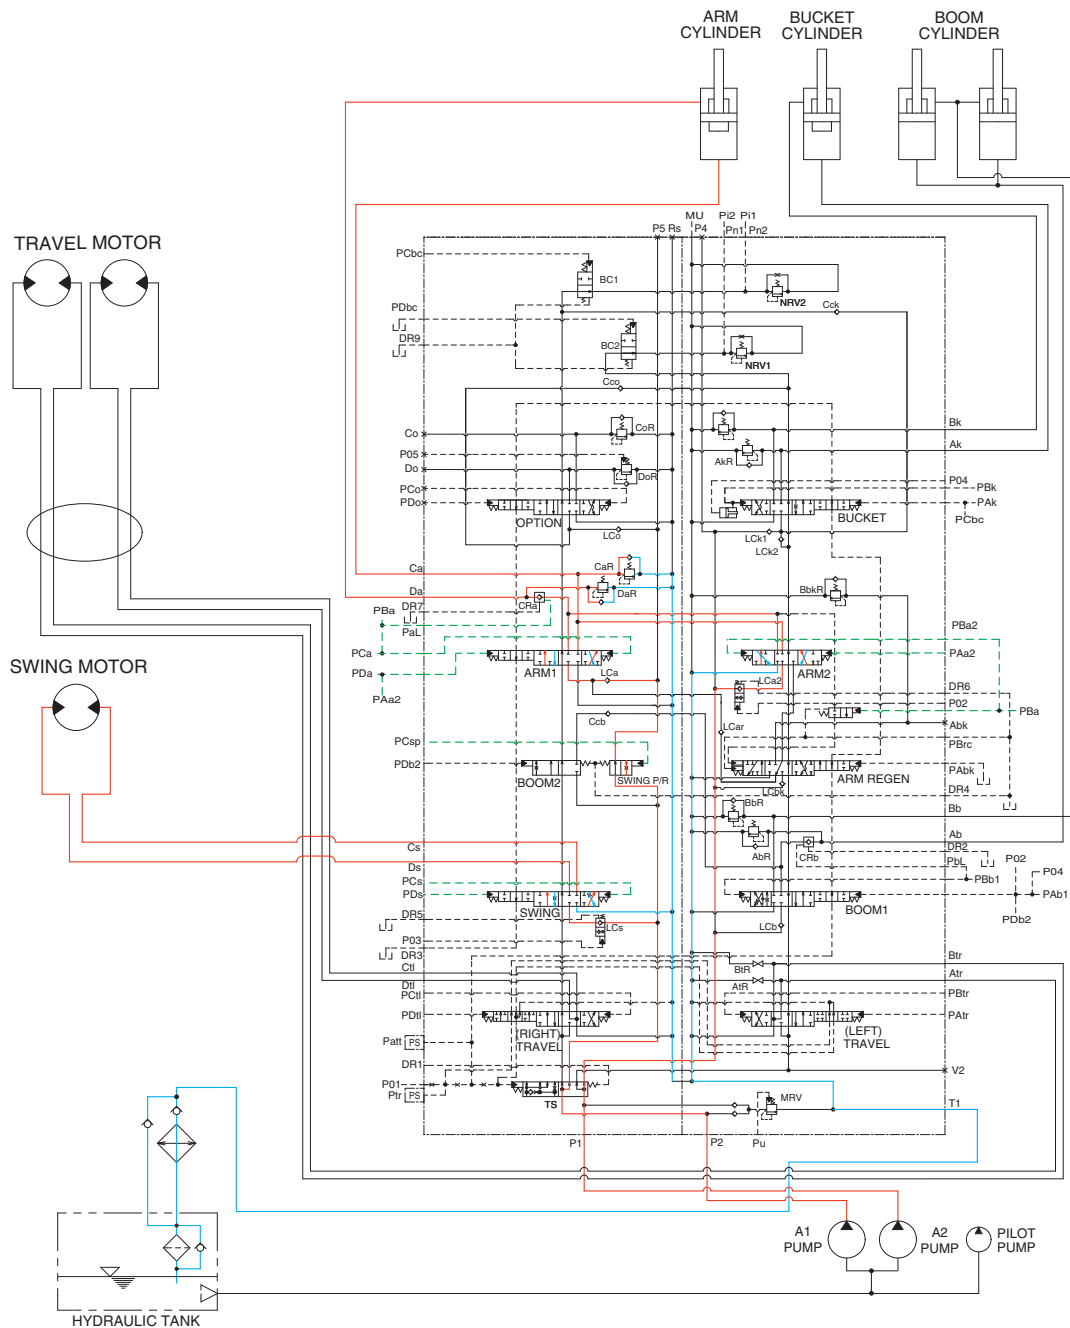 ARM
CYLINDER
BUCKET
CYLINDER
BOOM
CYLINDER
TRAVEL MOTOR
SWING MOTOR
P5 Rs
MU
P4
Pi2 Pi1
Pn1 Pn2
PCbc
BC1
NRV2
Cck
PDbc
DR9
BC2
NRV1
Cco
Co
CoR
Bk
Ak
P05
Do
DoR
AkR
PCo
PDo
OPTION
LCo
P04
PBk
PAk
PCbc
BUCKET
LCk1
LCk2
Ca
CaR
Da
DaR
CRa
BbkR
DR7
PBa
PaL
PCa
PDa
PAa2
ARM1
LCa
PBa2
PAa2
ARM2
LCa2
DR6
P02
PBa
Ccb
LCar
Abk
PCsp
PDb2
BOOM2
SWING P/R
PBrc
PAbk
ARM REGEN
LCbk
DR4
BbR
Bb
AbR
CRb
Ab
DR2
PbL
P02
P04
PBb1
PAb1
PDb2
Cs
Ds
PCs
PDs
SWING
BOOM1
DR5
LCs
LCb
P03
DR3
Ctl
Dtl
PCtl
PDtl
BtR
AtR
Btr
Atr
PBtr
PAtr
(RIGHT)
TRAVEL
(LEFT)
TRAVEL
Patt
PS
DR1
P01
Ptr
PS
TS
V2
MRV
T1
P1
P2
Pu
A1
PUMP
A2
PUMP
PILOT
PUMP
HYDRAULIC TANK